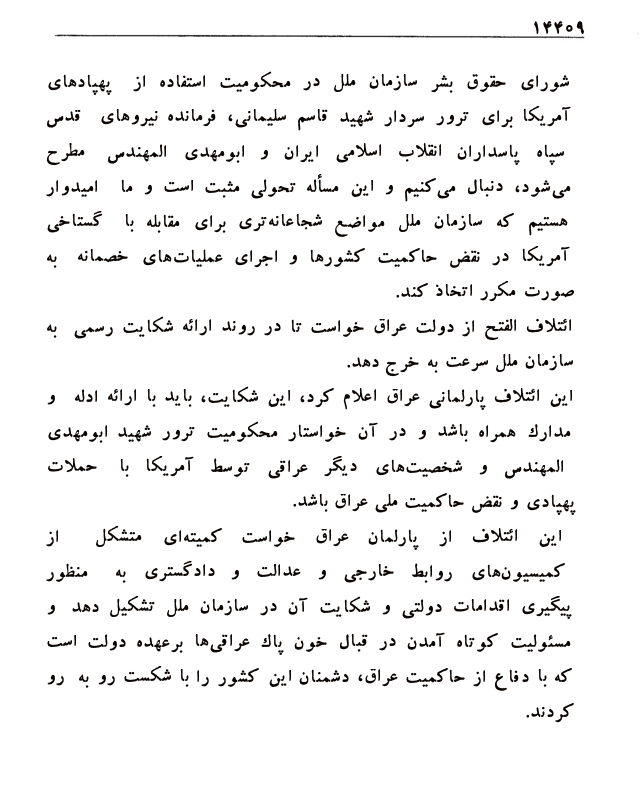 ۱۴۴۰۹
شورای حقوق بشر سازمان ملل در محکومیت استفاده از پهپادهای
آمریکا برای ترور سردار شهید قاسم سلیمانی، فرمانده نیروهای قدس
سپاه پاسداران انقلاب اسلامی ایران و ابومهدی المهندس مطرح
می‌شود، دنبال می‌کنیم و این مسأله تحولی مثبت است و ما امیدوار
هستیم که سازمان ملل مواضع شجاعانه‌تری برای مقابله با گستاخی
آمریکا در نقض حاکمیت کشورها و اجرای عملیات‌های خصمانه به
صورت مکرر اتخاذ کند.
ائتلاف الفتح از دولت عراق خواست تا در روند ارائه شکایت رسمی به
سازمان ملل سرعت به خرج دهد.
این ائتلاف پارلمانی عراق اعلام کرد، این شکایت، باید با ارائه ادله و
مدارك همراه باشد و در آن خواستار محکومیت ترور شهید ابومهدی
المهندس و شخصیت‌های دیگر عراقی توسط آمریکا با حملات
پهپادی و نقض حاکمیت ملی عراق باشد.
این ائتلاف از پارلمان عراق خواست کمیته‌ای متشکل از
کمیسیون‌های روابط خارجی و عدالت و دادگستری به منظور
پیگیری اقدامات دولتی و شکایت آن در سازمان ملل تشکیل دهد و
مسئولیت کوتاه آمدن در قبال خون پاك عراقی‌ها برعهده دولت است
که با دفاع از حاکمیت عراق، دشمنان این کشور را با شکست رو به رو
کردند.